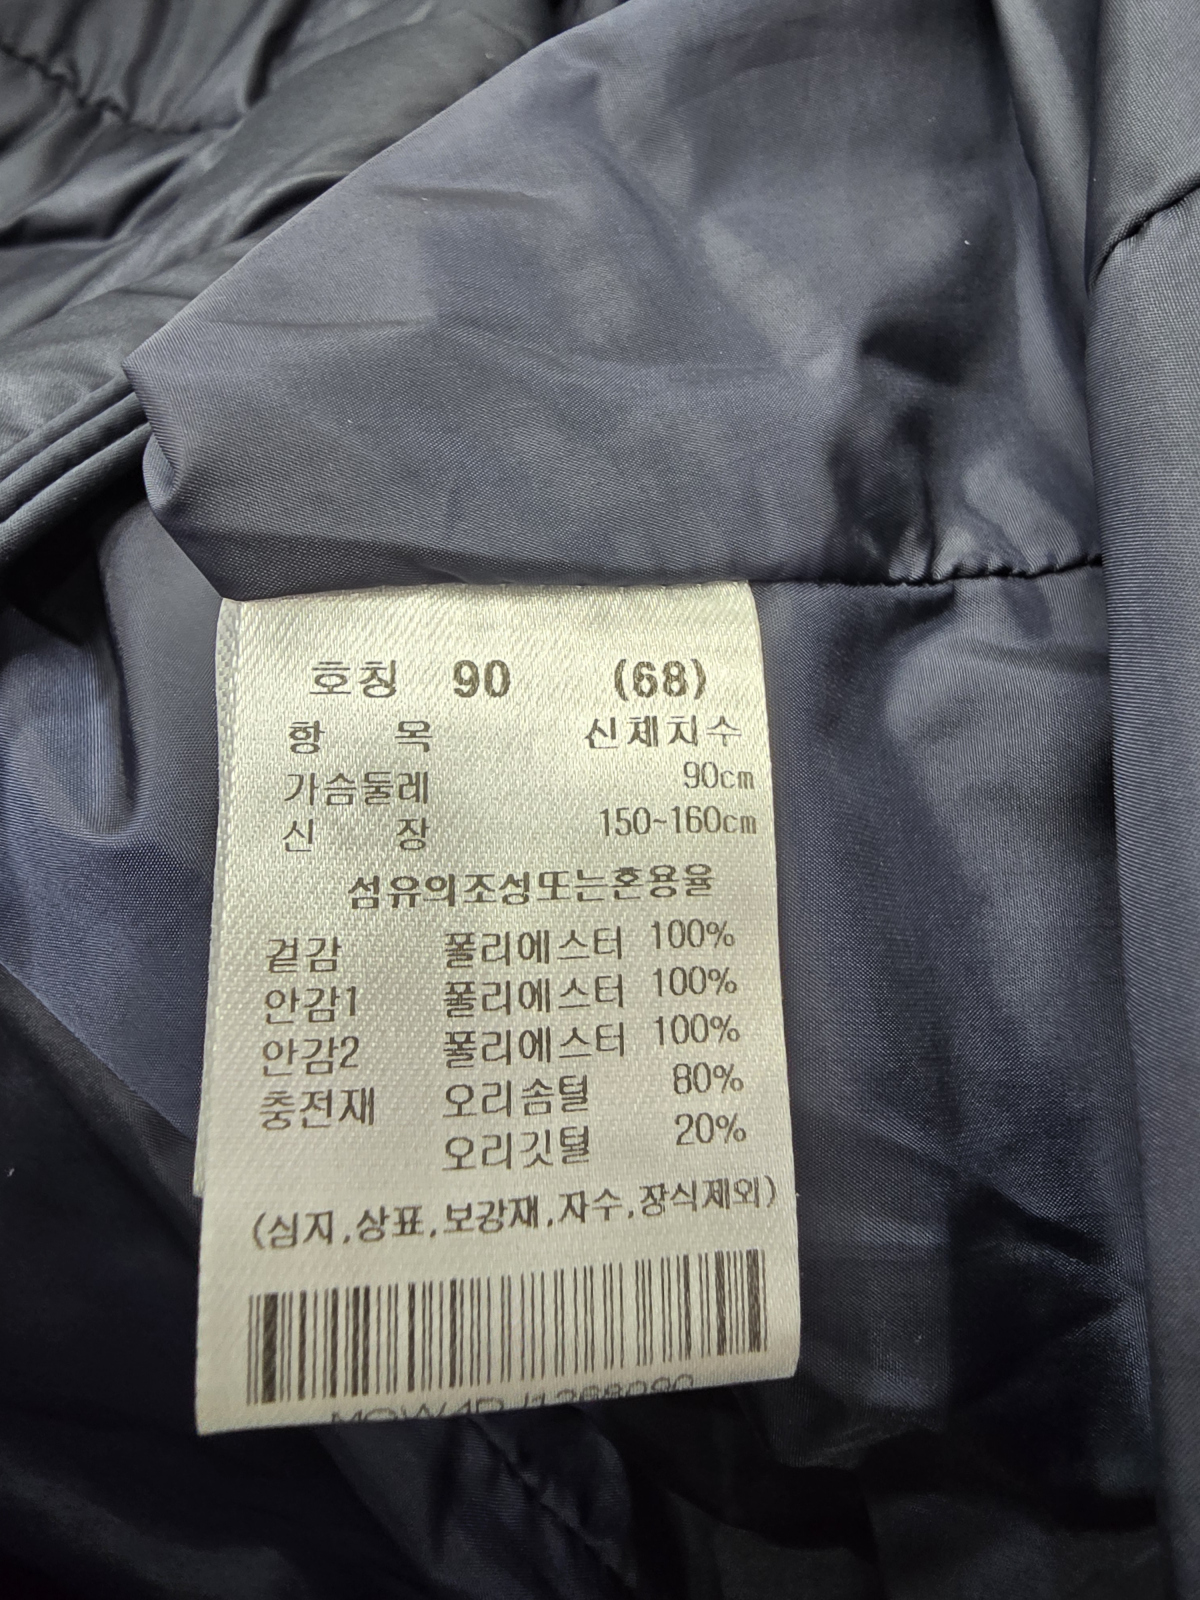 호칭 90 (68)
항 목 신체치수
가슴둘레 90cm
신 장 150~160cm
섬유의조성또는혼용율
겉감 폴리에스터 100%
안감1 폴리에스터 100%
안감2 폴리에스터 100%
충전재 오리솜털 80%
오리깃털 20%
(심지,상표,보강재,자수,장식제외)